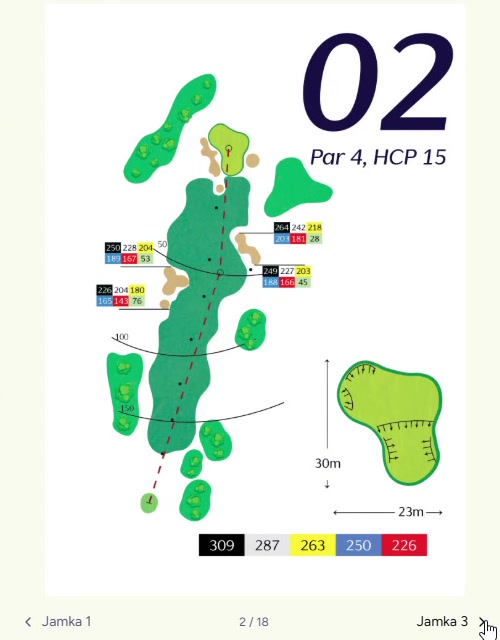 02
Par 4, HCP 15
264 242 218
203 181 28
250 228 204
189 167 53
50
249 227 203
188 166 45
226 204 180
165 143 76
100
150
30m
23m
309 287 263 250 226
Jamka 1
2 / 18
Jamka 3